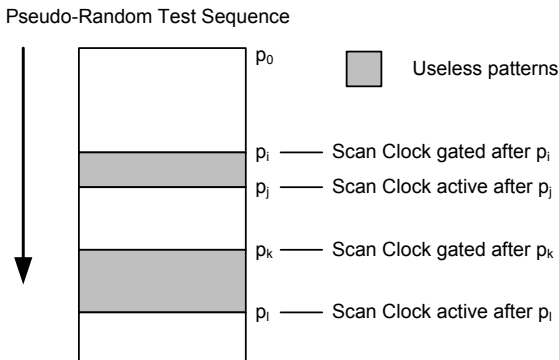 Pseudo-Random Test Sequence
p₀
Useless patterns
pᵢ Scan Clock gated after pᵢ
pⱼ Scan Clock active after pⱼ
pₖ Scan Clock gated after pₖ
pₗ Scan Clock active after pₗ